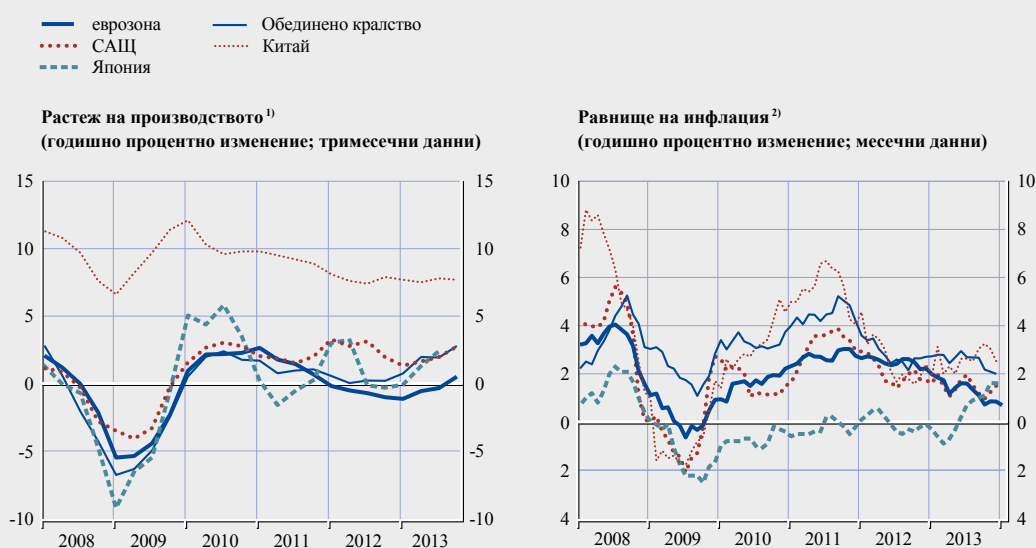 еврозона
САЩ
Япония
Обединено кралство
Китай
Растеж на производството 1)
(годишно процентно изменение; тримесечни данни)
15 15
10 10
5 5
0 0
-5 -5
-10 -10
2008 2009 2010 2011 2012 2013
Равнище на инфлация 2)
(годишно процентно изменение; месечни данни)
10 10
8 8
6 6
4 4
2 2
0 0
2 2
4 4
2008 2009 2010 2011 2012 2013